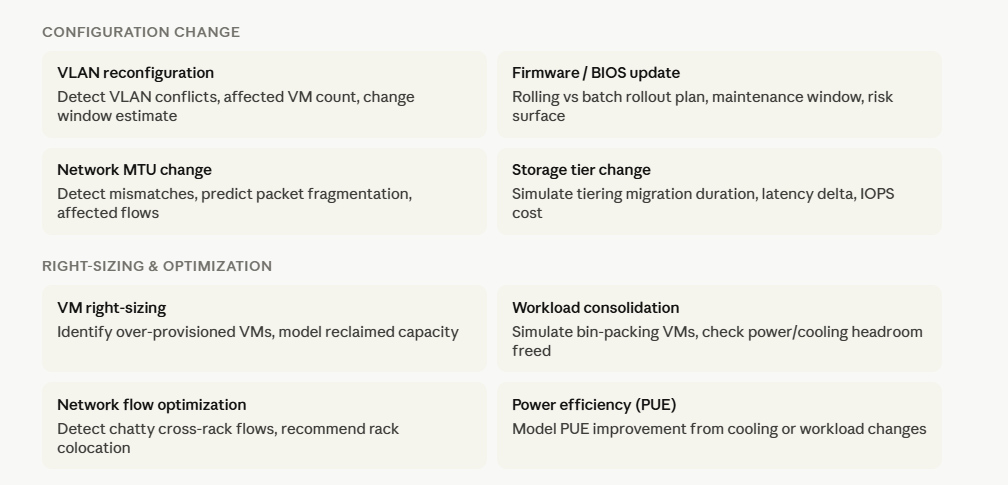 CONFIGURATION CHANGE
VLAN reconfiguration
Detect VLAN conflicts, affected VM count, change
window estimate
Firmware / BIOS update
Rolling vs batch rollout plan, maintenance window, risk
surface
Network MTU change
Detect mismatches, predict packet fragmentation,
affected flows
Storage tier change
Simulate tiering migration duration, latency delta, IOPS
cost
RIGHT-SIZING & OPTIMIZATION
VM right-sizing
Identify over-provisioned VMs, model reclaimed capacity
Workload consolidation
Simulate bin-packing VMs, check power/cooling headroom
freed
Network flow optimization
Detect chatty cross-rack flows, recommend rack
colocation
Power efficiency (PUE)
Model PUE improvement from cooling or workload changes